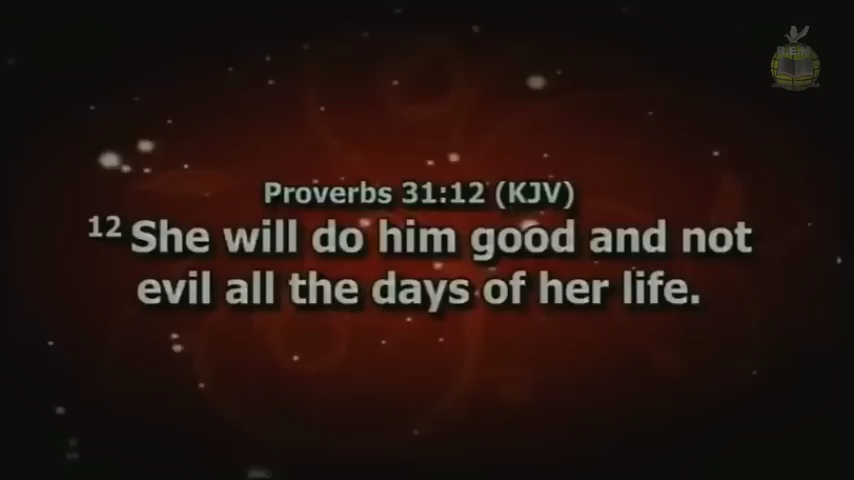 REN
Proverbs 31:12 (KJV)
12 She will do him good and not
evil all the days of her life.